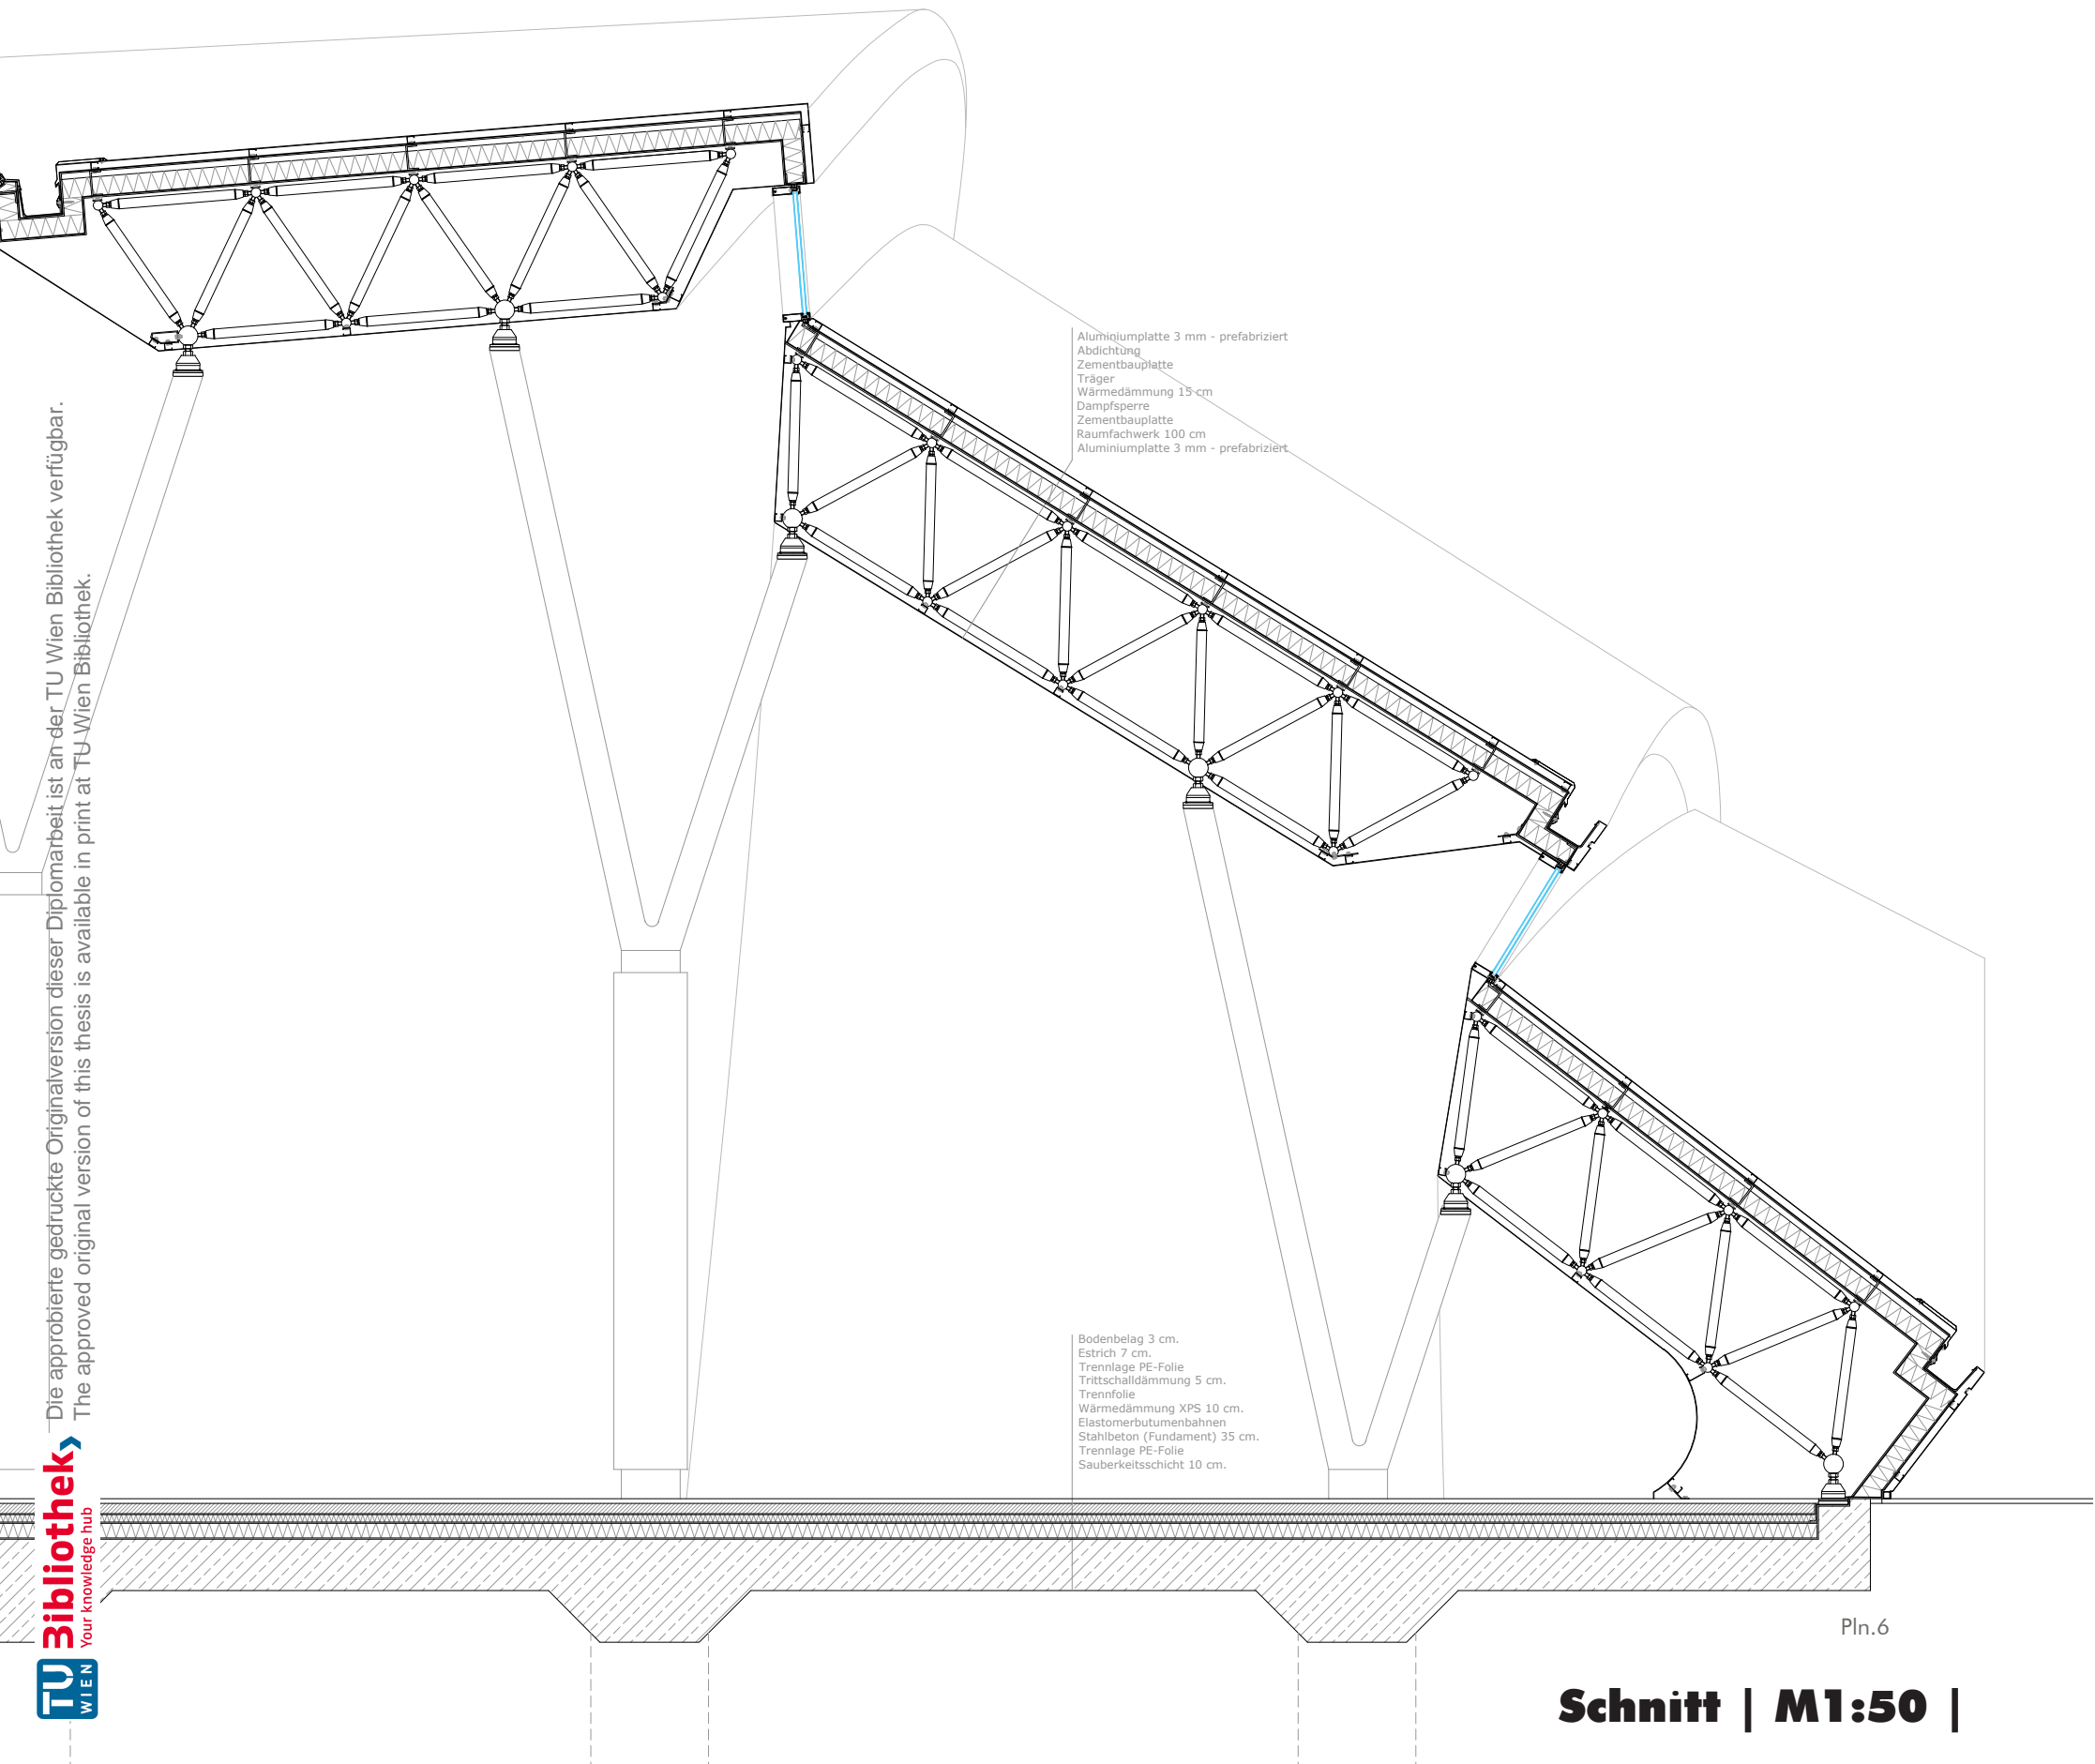 Aluminiumplatte 3 mm - prefabriziert
Abdichtung
Zementbauplatte
Träger
Wärmedämmung 15 cm
Dampfsperre
Zementbauplatte
Raumfachwerk 100 cm
Aluminiumplatte 3 mm - prefabriziert
Bodenbelag 3 cm.
Estrich 7 cm.
Trennlage PE-Folie
Trittschalldämmung 5 cm.
Trennfolie
Wärmedämmung XPS 10 cm.
Elastomerbutumenbahnen
Stahlbeton (Fundament) 35 cm.
Trennlage PE-Folie
Sauberkeitsschicht 10 cm.
Pln.6
Schnitt | M1:50 |
Die approbierte gedruckte Originalversion dieser Diplomarbeit ist an der TU Wien Bibliothek verfügbar.
The approved original version of this thesis is available in print at TU Wien Bibliothek.
Bibliothek
Your knowledge hub
TU
WIEN